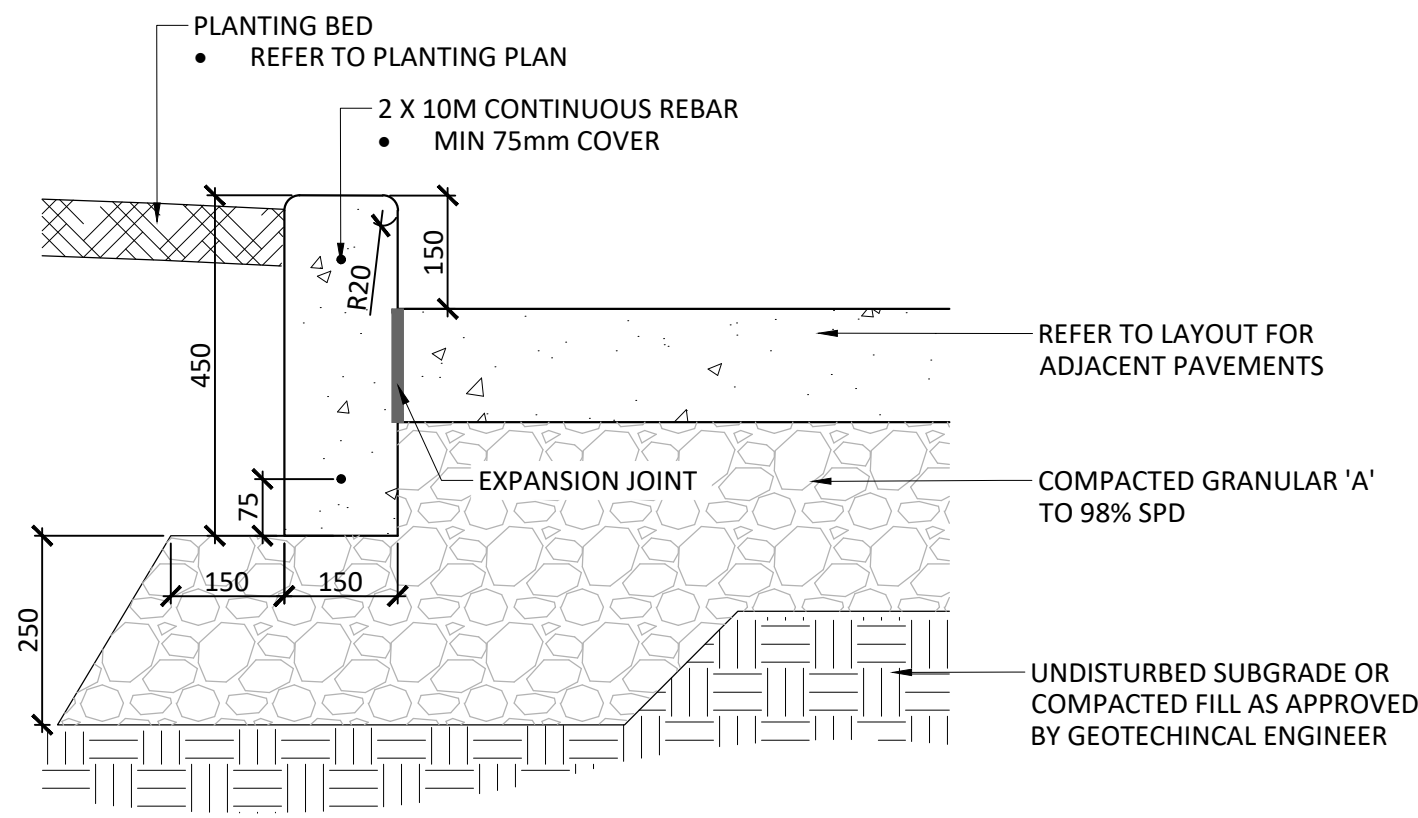 PLANTING BED
• REFER TO PLANTING PLAN
2 X 10M CONTINUOUS REBAR
• MIN 75mm COVER
450
R20
150
REFER TO LAYOUT FOR
ADJACENT PAVEMENTS
75
EXPANSION JOINT
COMPACTED GRANULAR 'A'
TO 98% SPD
150
150
250
UNDISTURBED SUBGRADE OR
COMPACTED FILL AS APPROVED
BY GEOTECHINCAL ENGINEER